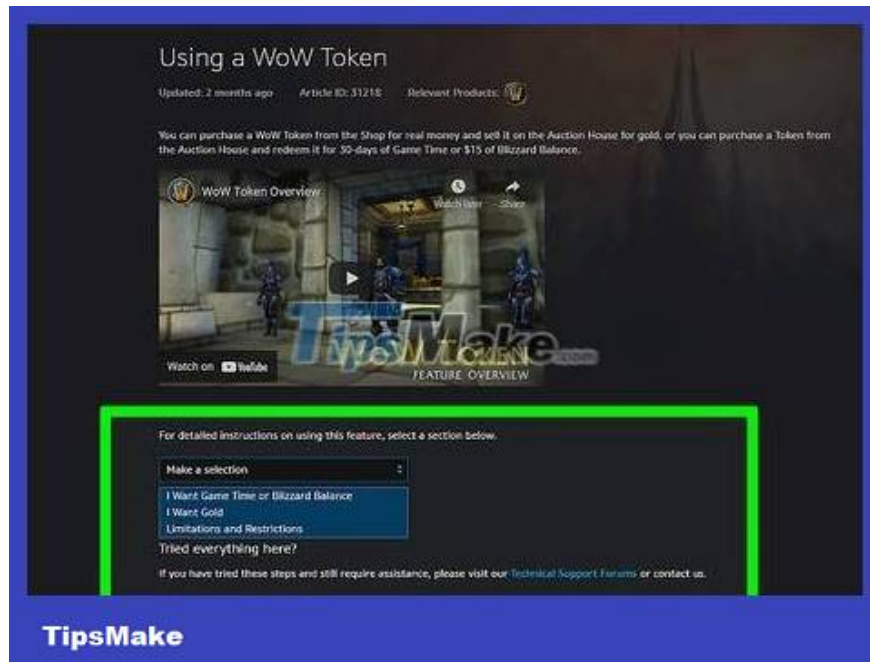 Using a WoW Token
Updated: 2 months ago Article ID: 31218 Relevant Products:
You can purchase a WoW Token from the Shop for real money and sell it on the Auction House for gold, or you can purchase a Token from
the Auction House and redeem it for 30-days of Game Time or $15 of Blizzard Balance.
WoW Token Overview
Watch later Share
TipsMake.com
WoW Token
FEATURE OVERVIEW
Watch on YouTube
For detailed instructions on using this feature, select a section below.
Make a selection
I Want Game Time or Blizzard Balance
I Want Gold
Limitations and Restrictions
Tried everything here?
If you have tried these steps and still require assistance, please visit our Technical Support Forums or contact us.
TipsMake